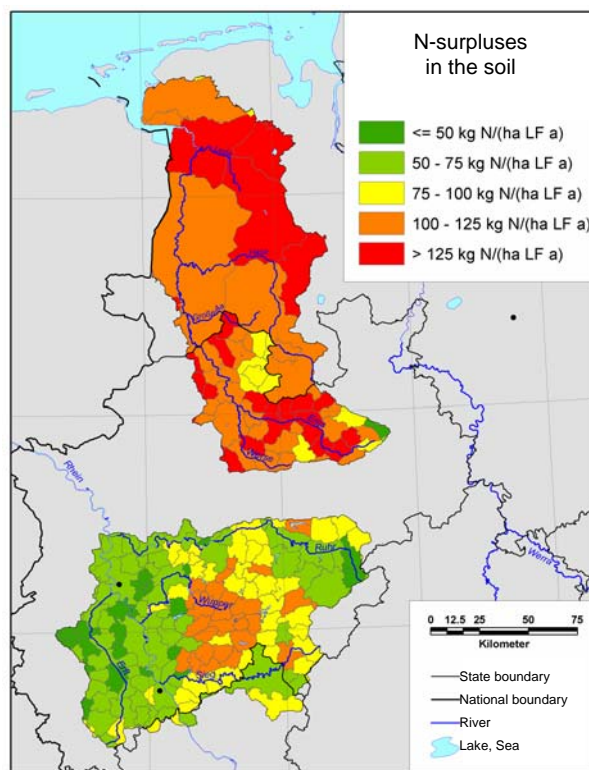 N-surpluses
in the soil
<= 50 kg N/(ha LF a)
50 - 75 kg N/(ha LF a)
75 - 100 kg N/(ha LF a)
100 - 125 kg N/(ha LF a)
> 125 kg N/(ha LF a)
Rhein
Ruhr
Wupper
Erft
Sieg
Werra
0 12.5 25 50 75
Kilometer
State boundary
National boundary
River
Lake, Sea